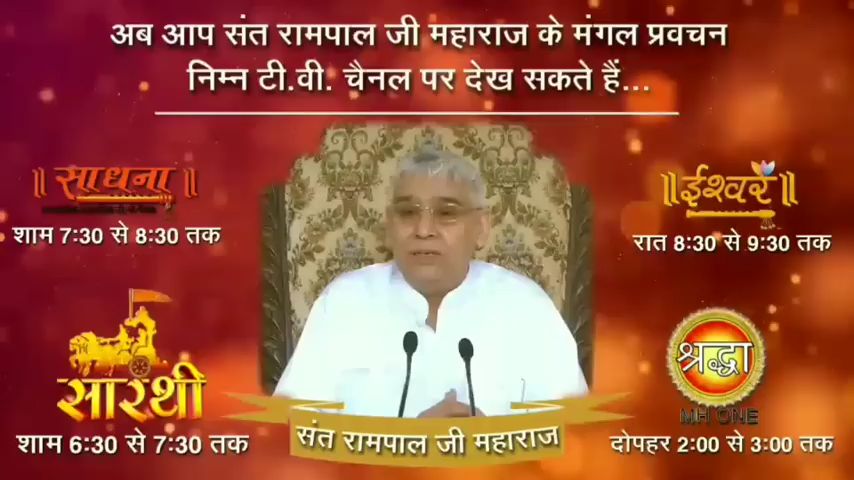 अब आप संत रामपाल जी महाराज के मंगल प्रवचन
निम्न टी.वी. चैनल पर देख सकते हैं...
॥साधना॥
शाम 7:30 से 8:30 तक
॥ईश्वर॥
रात 8:30 से 9:30 तक
सारथी
शाम 6:30 से 7:30 तक
श्रद्धा
MH ONE
दोपहर 2:00 से 3:00 तक
संत रामपाल जी महाराज